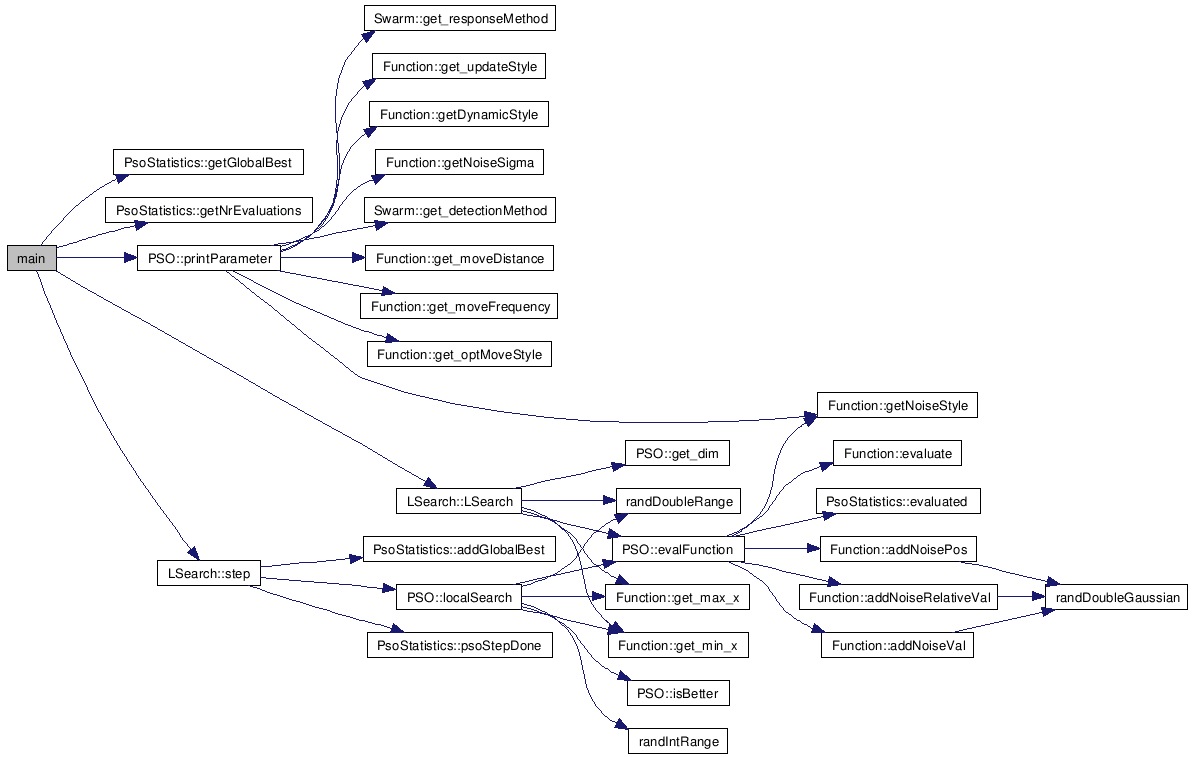 Swarm::get_responseMethod
Function::get_updateStyle
Function::getDynamicStyle
PsoStatistics::getGlobalBest
Function::getNoiseSigma
PsoStatistics::getNrEvaluations
Swarm::get_detectionMethod
main
PSO::printParameter
Function::get_moveDistance
Function::get_moveFrequency
Function::get_optMoveStyle
Function::getNoiseStyle
PSO::get_dim
Function::evaluate
LSearch::LSearch
randDoubleRange
PsoStatistics::evaluated
PsoStatistics::addGlobalBest
PSO::evalFunction
Function::addNoisePos
LSearch::step
PSO::localSearch
Function::get_max_x
Function::addNoiseRelativeVal
randDoubleGaussian
PsoStatistics::psoStepDone
Function::get_min_x
Function::addNoiseVal
PSO::isBetter
randIntRange